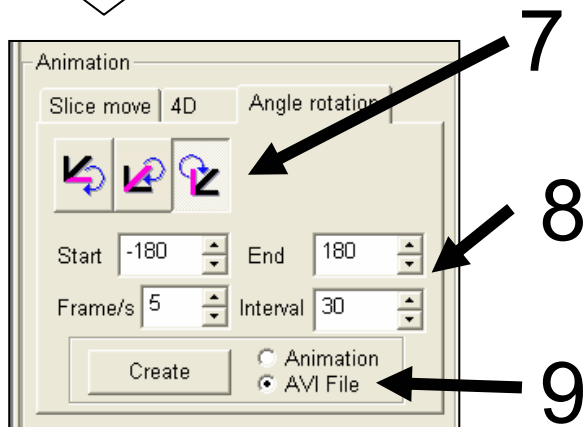 7
Animation
Slice move 4D Angle rotation
8
Start -180 End 180
Frame/s 5 Interval 30
Create Animation
AVI File
9